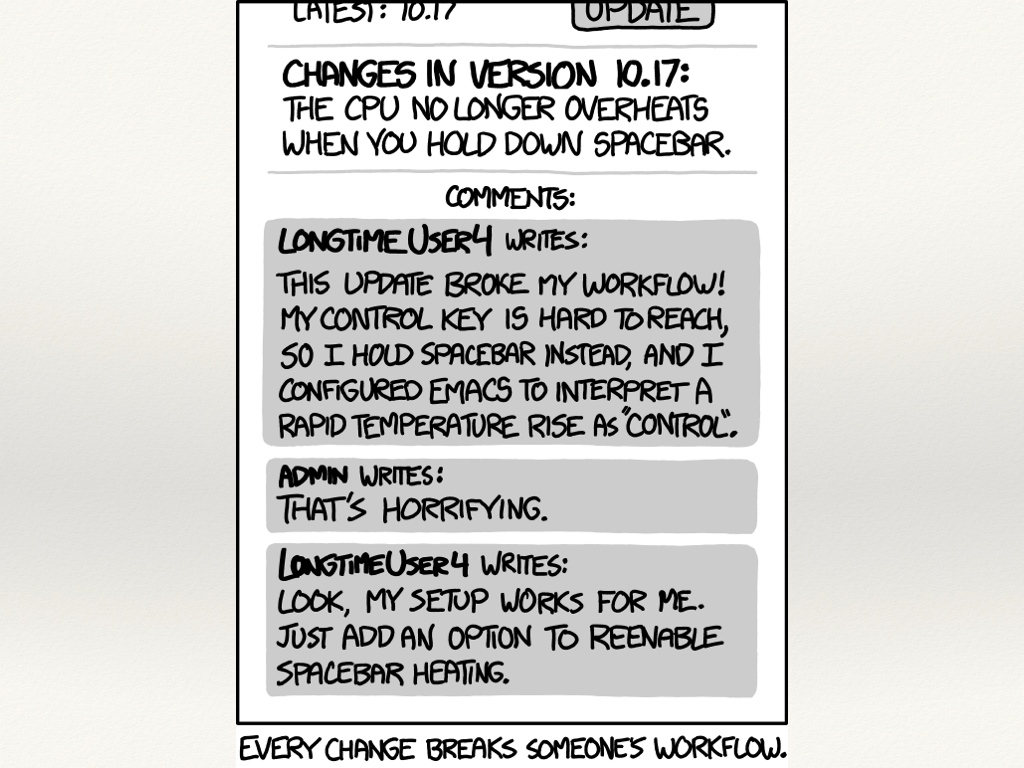 LATEST: 10.17 UPDATE
CHANGES IN VERSION 10.17:
THE CPU NO LONGER OVERHEATS
WHEN YOU HOLD DOWN SPACEBAR.
COMMENTS:
LONGTIMEUSER4 WRITES:
THIS UPDATE BROKE MY WORKFLOW!
MY CONTROL KEY IS HARD TO REACH,
SO I HOLD SPACEBAR INSTEAD, AND I
CONFIGURED EMACS TO INTERPRET A
RAPID TEMPERATURE RISE AS "CONTROL".
ADMIN WRITES:
THAT'S HORRIFYING.
LONGTIMEUSER4 WRITES:
LOOK, MY SETUP WORKS FOR ME.
JUST ADD AN OPTION TO REENABLE
SPACEBAR HEATING.
EVERY CHANGE BREAKS SOMEONE'S WORKFLOW.